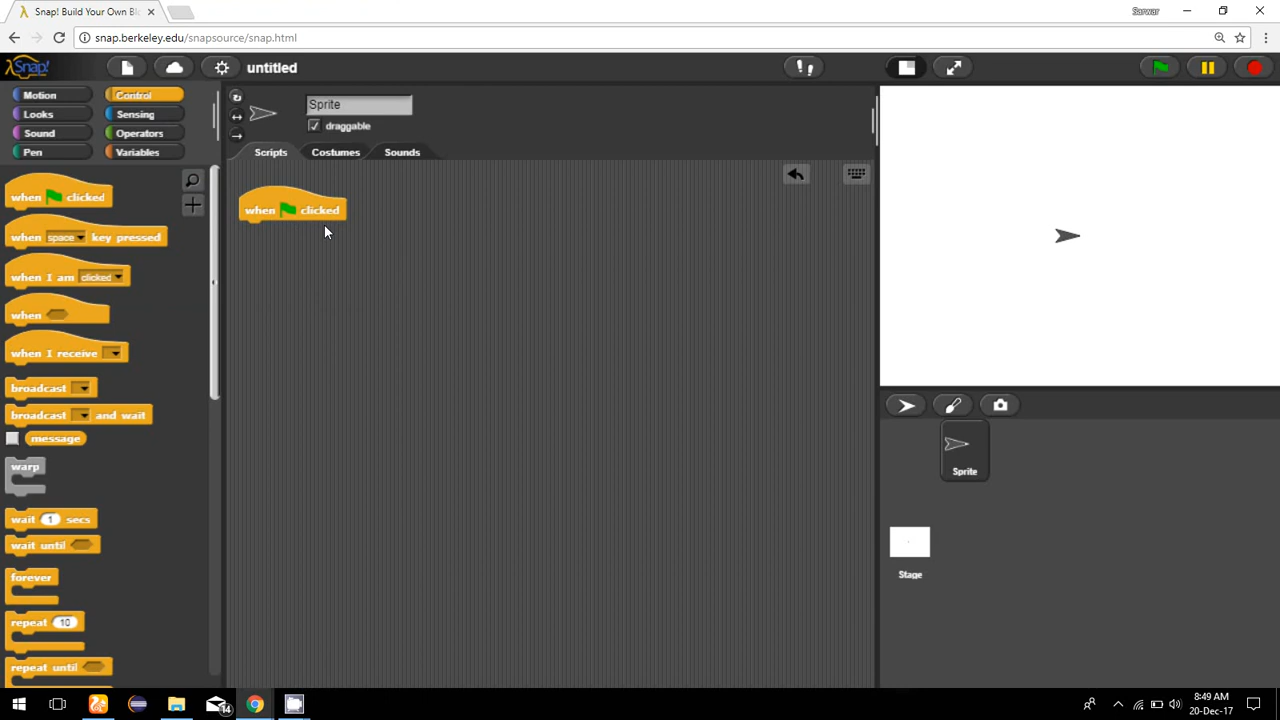 Snap! Build Your Own Blo
Sarwar
snap.berkeley.edu/snapsource/snap.html
Snap!
untitled
Motion
Control
Looks
Sensing
Sound
Operators
Pen
Variables
Sprite
draggable
Scripts
Costumes
Sounds
when clicked
when space key pressed
when I am clicked
when
when I receive
broadcast
broadcast and wait
message
warp
wait 1 secs
wait until
forever
repeat 10
repeat until
when clicked
Sprite
Stage
14
8:49 AM
20-Dec-17